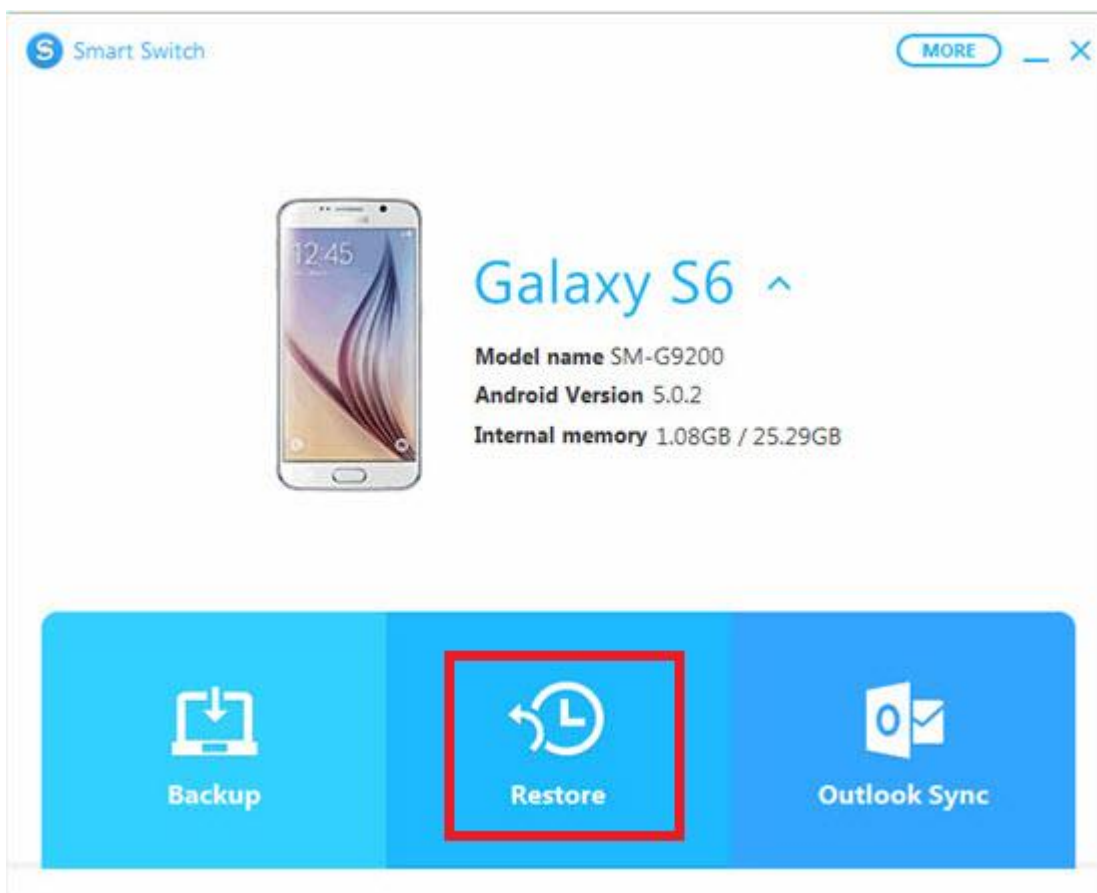 S Smart Switch
MORE
12:45
Galaxy S6
Model name SM-G9200
Android Version 5.0.2
Internal memory 1.08GB / 25.29GB
Backup
Restore
Outlook Sync